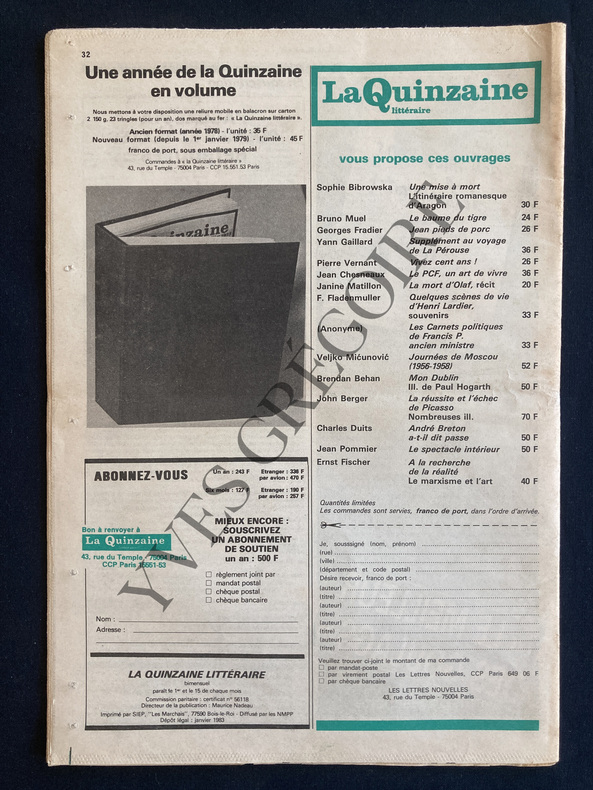 32
Une année de la Quinzaine
en volume
Nous mettons à votre disposition une reliure mobile en balacron sur carton
2 150 g, 23 tringles (pour un an), dos marqué au fer : « La Quinzaine littéraire ».
Ancien format (année 1978) - l'unité : 35 F
Nouveau format (depuis le 1er janvier 1979) - l'unité : 45 F
franco de port, sous emballage spécial
Commandes à « la Quinzaine littéraire »
43, rue du Temple - 75004 Paris - CCP 15.551.53 Paris
ABONNEZ-VOUS
Un an : 243 F
Etranger : 338 F
par avion : 470 F
Six mois : 127 F
Etranger : 190 F
par avion : 257 F
Bon à renvoyer à
La Quinzaine
43, rue du Temple, 75004 Paris
CCP Paris 15551-53
MIEUX ENCORE :
SOUSCRIVEZ
UN ABONNEMENT
DE SOUTIEN
un an : 500 F
□ règlement joint par
□ mandat postal
□ chèque postal
□ chèque bancaire
Nom :
Adresse :
LA QUINZAINE LITTÉRAIRE
bimensuel
paraît le 1er et le 15 de chaque mois
Commission paritaire : certificat n° 56118
Directeur de la publication : Maurice Nadeau
Imprimé par SIEP, "Les Marchais", 77590 Bois-le-Roi - Diffusé par les NMPP
Dépôt légal : janvier 1983
La Quinzaine
littéraire
vous propose ces ouvrages
Sophie Bibrowska Une mise à mort
L'itinéraire romanesque
d'Aragon 30 F
Bruno Muel Le baume du tigre 24 F
Georges Fradier Jean pieds de porc 26 F
Yann Gaillard Supplément au voyage
de La Pérouse 36 F
Pierre Vernant Vivez cent ans ! 26 F
Jean Chesneaux Le PCF, un art de vivre 36 F
Janine Matillon La mort d'Olaf, récit 20 F
F. Fladenmuller Quelques scènes de vie
d'Henri Lardier,
souvenirs 33 F
(Anonyme) Les Carnets politiques
de Francis P.
ancien ministre 33 F
Veljko Mićunović Journées de Moscou
(1956-1958) 52 F
Brendan Behan Mon Dublin
Ill. de Paul Hogarth 50 F
John Berger La réussite et l'échec
de Picasso
Nombreuses ill. 70 F
Charles Duits André Breton
a-t-il dit passe 50 F
Jean Pommier Le spectacle intérieur 50 F
Ernst Fischer A la recherche
de la réalité
Le marxisme et l'art 40 F
Quantités limitées
Les commandes sont servies, franco de port, dans l'ordre d'arrivée.
Je, soussigné (nom, prénom)
(rue)
(ville)
(département et code postal)
Désire recevoir, franco de port :
(auteur)
(titre)
(auteur)
(titre)
(auteur)
(titre)
(auteur)
(titre)
Veuillez trouver ci-joint le montant de ma commande
□ par mandat-poste
□ par virement postal Les Lettres Nouvelles, CCP Paris 649 06 F
□ par chèque bancaire
LES LETTRES NOUVELLES
43, rue du Temple - 75004 Paris
YVES GRÉGOIRE